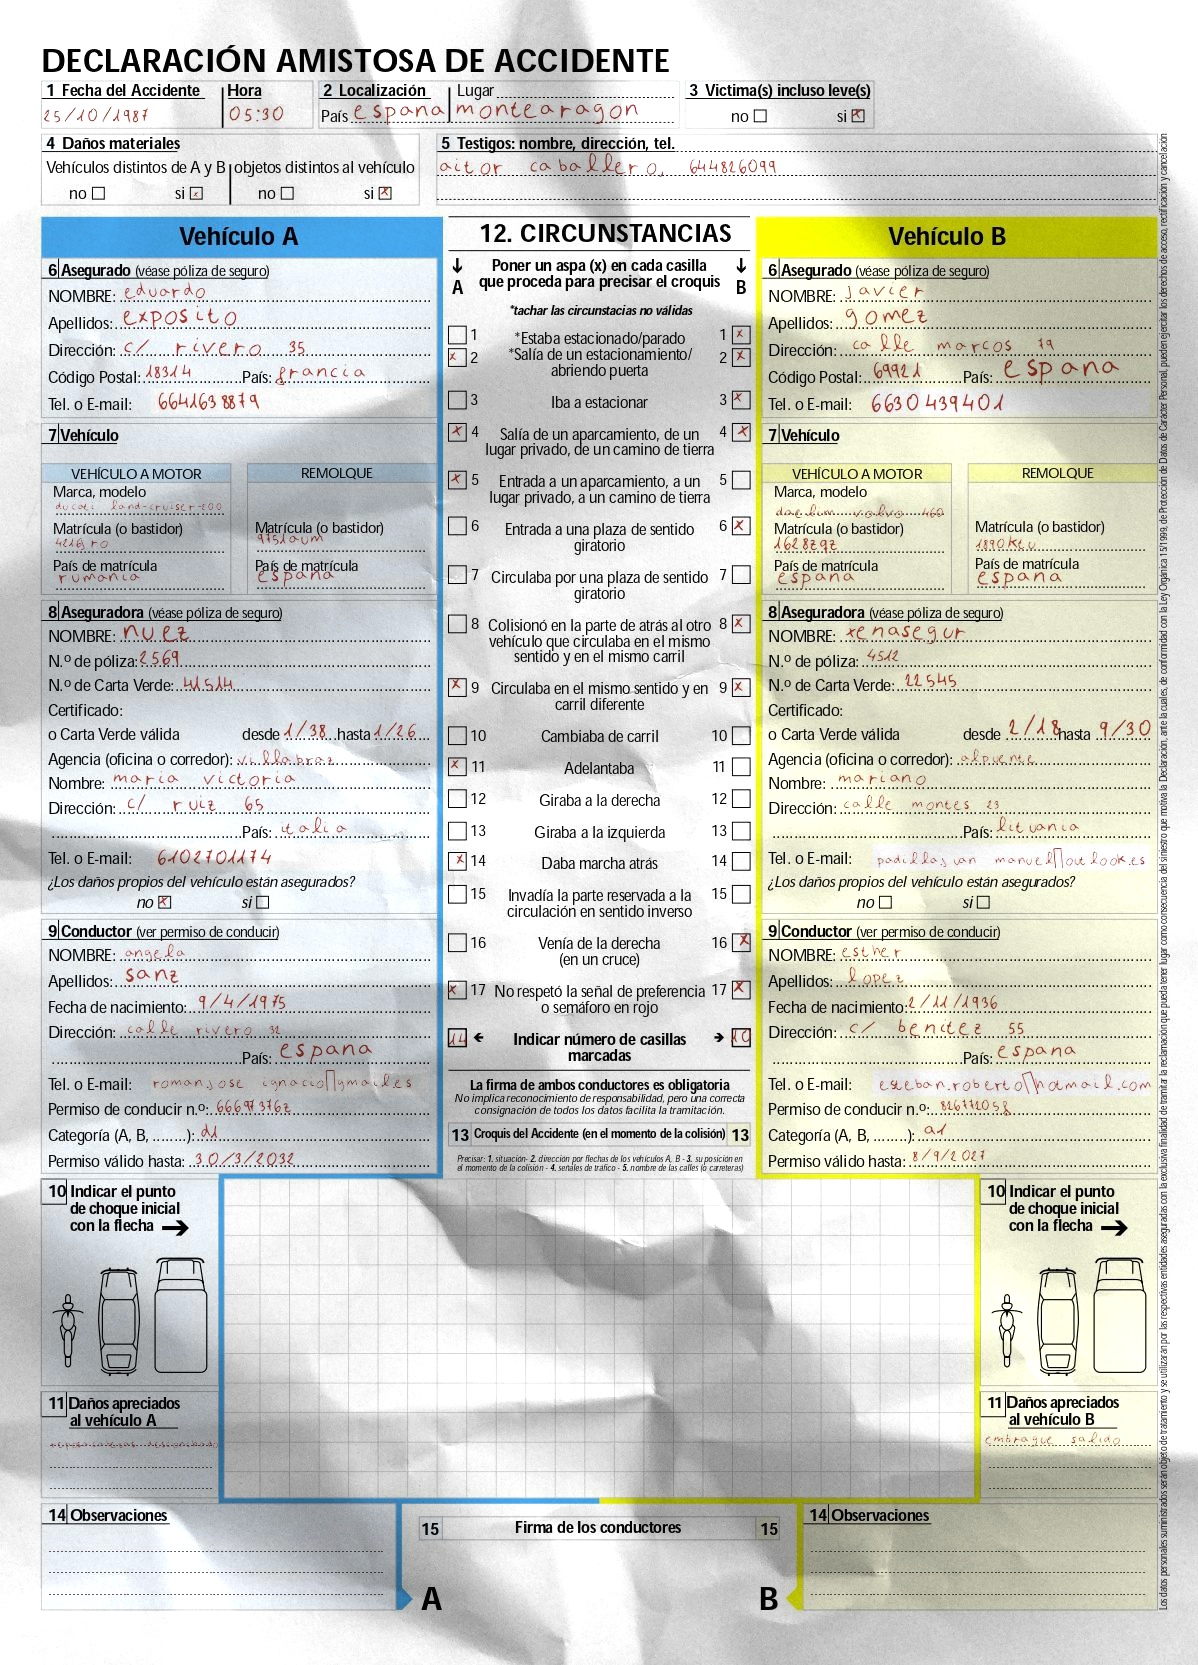 DECLARACIÓN AMISTOSA DE ACCIDENTE
1 Fecha del Accidente Hora 2 Localización Lugar 3 Victima(s) incluso leve(s)
25/10/1987 05:30 País espana montearagon no si x
4 Daños materiales
Vehículos distintos de A y B objetos distintos al vehículo
no si x no si x
5 Testigos: nombre, dirección, tel.
aitor caballero, 644826099
Vehículo A
6 Asegurado (véase póliza de seguro)
NOMBRE: eduardo
Apellidos: exposito
Dirección: c/ rivero 35
Código Postal: 18314 País: francia
Tel. o E-mail: 6641638879
7 Vehículo
VEHÍCULO A MOTOR REMOLQUE
Marca, modelo
ducati land-cruiser-200
Matrícula (o bastidor) Matrícula (o bastidor)
9751aum
País de matrícula País de matrícula
rumania espana
8 Aseguradora (véase póliza de seguro)
NOMBRE: nuez
N.º de póliza: 2569
N.º de Carta Verde: 41514
Certificado:
o Carta Verde válida desde 1/38 hasta 1/26
Agencia (oficina o corredor): villabraz
Nombre: maria victoria
Dirección: c/ ruiz 65
País: italia
Tel. o E-mail: 6102701174
¿Los daños propios del vehículo están asegurados?
no x si
9 Conductor (ver permiso de conducir)
NOMBRE: angela
Apellidos: sanz
Fecha de nacimiento: 9/4/1975
Dirección: calle rivero 32
País: espana
Tel. o E-mail: romanjose ignacio@ymail.es
Permiso de conducir n.º: 666973762
Categoría (A, B, ........): d1
Permiso válido hasta: 30/3/2032
10 Indicar el punto
de choque inicial
con la flecha →
11 Daños apreciados
al vehículo A
14 Observaciones
12. CIRCUNSTANCIAS
↓ Poner un aspa (x) en cada casilla ↓
A que proceda para precisar el croquis B
*tachar las circunstacias no válidas
1 *Estaba estacionado/parado 1 x
x 2 *Salía de un estacionamiento/ 2 x
abriendo puerta
3 Iba a estacionar 3 x
x 4 Salía de un aparcamiento, de un 4 x
lugar privado, de un camino de tierra
x 5 Entrada a un aparcamiento, a un 5
lugar privado, a un camino de tierra
6 Entrada a una plaza de sentido 6 x
giratorio
7 Circulaba por una plaza de sentido 7
giratorio
8 Colisionó en la parte de atrás al otro 8 x
vehículo que circulaba en el mismo
sentido y en el mismo carril
x 9 Circulaba en el mismo sentido y en 9 x
carril diferente
10 Cambiaba de carril 10
x 11 Adelantaba 11
12 Giraba a la derecha 12
13 Giraba a la izquierda 13
x 14 Daba marcha atrás 14
15 Invadía la parte reservada a la 15
circulación en sentido inverso
16 Venía de la derecha 16 x
(en un cruce)
x 17 No respetó la señal de preferencia 17 x
o semáforo en rojo
14 ← Indicar número de casillas → 10
marcadas
La firma de ambos conductores es obligatoria
No implica reconocimiento de responsabilidad, pero una correcta
consignación de todos los datos facilita la tramitación.
13 Croquis del Accidente (en el momento de la colisión) 13
Precisar: 1. situación- 2. dirección por flechas de los vehículos A, B - 3. su posición en
el momento de la colisión - 4. señales de tráfico - 5. nombre de las calles (o carreteras)
15 Firma de los conductores 15
A B
Vehículo B
6 Asegurado (véase póliza de seguro)
NOMBRE: javier
Apellidos: gomez
Dirección: calle marcos 79
Código Postal: 69921 País: espana
Tel. o E-mail: 6630439401
7 Vehículo
VEHÍCULO A MOTOR REMOLQUE
Marca, modelo
daelim volvo 460
Matrícula (o bastidor) Matrícula (o bastidor)
1628zqz 1890klu
País de matrícula País de matrícula
espana espana
8 Aseguradora (véase póliza de seguro)
NOMBRE: xenasegur
N.º de póliza: 4512
N.º de Carta Verde: 22545
Certificado:
o Carta Verde válida desde 2/18 hasta 9/30
Agencia (oficina o corredor): alpuente
Nombre: mariano
Dirección: calle montes 23
País: lituania
Tel. o E-mail: padillajuan manuel@outlook.es
¿Los daños propios del vehículo están asegurados?
no si
9 Conductor (ver permiso de conducir)
NOMBRE: esther
Apellidos: lopez
Fecha de nacimiento: 2/11/1936
Dirección: c/ benitez 55
País: espana
Tel. o E-mail: esteban.roberto@hotmail.com
Permiso de conducir n.º: 826772058
Categoría (A, B, ........): a1
Permiso válido hasta: 8/9/2027
10 Indicar el punto
de choque inicial
con la flecha →
11 Daños apreciados
al vehículo B
embrague salido
14 Observaciones
Los datos personales suministrados serán objeto de tratamiento y se utilizaran por las respectivas entidades aseguradas con la exclusiva finalidad de tramitar la reclamación que pueda tener lugar como consecuencia del siniestro que motiva la Declaración, ante la cuales, de conformidad con la Ley Orgánica 15/1999, de Protección de Datos de Carácter Personal, pueden ejercitar los derechos de acceso, rectificación y cancelación